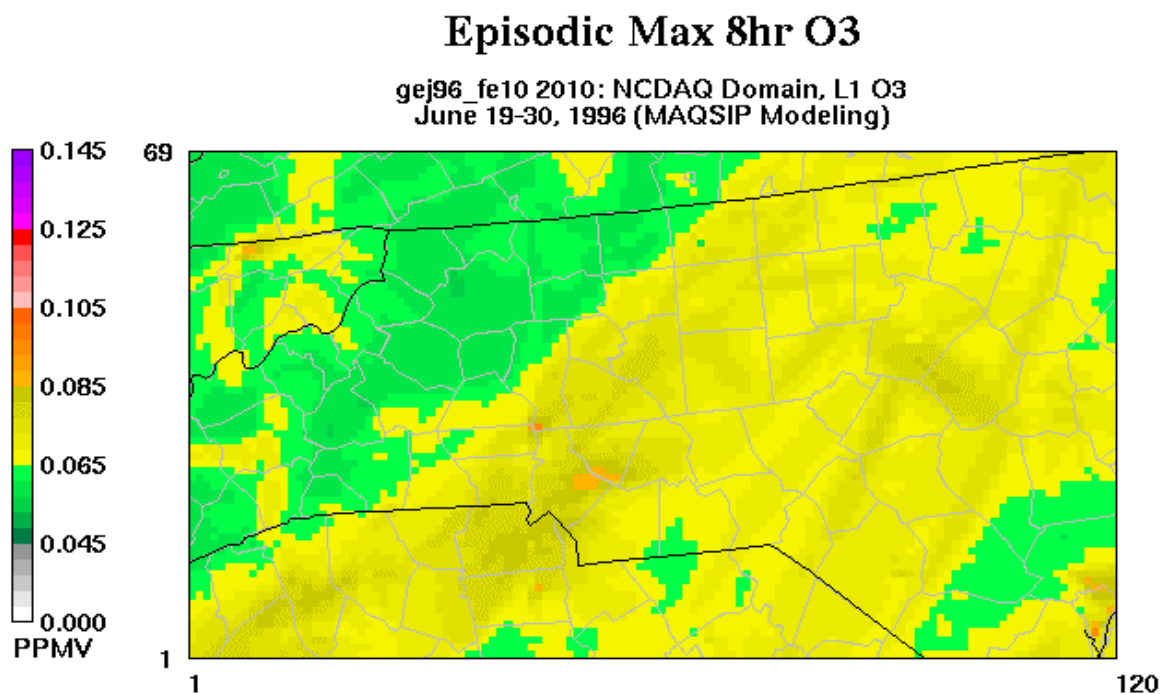 Episodic Max 8hr O3
gej96_fe10 2010: NCDAQ Domain, L1 O3
June 19-30, 1996 (MAQSIP Modeling)
0.145
0.125
0.105
0.085
0.065
0.045
0.000
PPMV
69
1
1
120